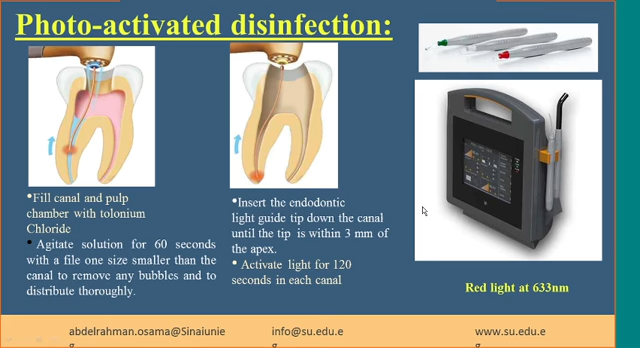 Photo-activated disinfection:
•Fill canal and pulp
chamber with tolonium
Chloride
• Agitate solution for 60 seconds
with a file one size smaller than the
canal to remove any bubbles and to
distribute thoroughly.
•Insert the endodontic
light guide tip down the canal
until the tip is within 3 mm of
the apex.
• Activate light for 120
seconds in each canal
Red light at 633nm
abdelrahman.osama@Sinaiunie
g
info@su.edu.e
g
www.su.edu.e
g